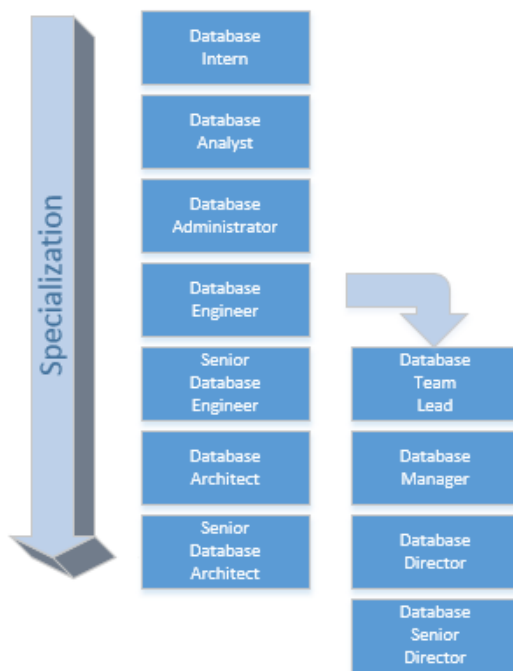 Specialization
Database
Intern
Database
Analyst
Database
Administrator
Database
Engineer
Senior
Database
Engineer
Database
Architect
Senior
Database
Architect
Database
Team
Lead
Database
Manager
Database
Director
Database
Senior
Director